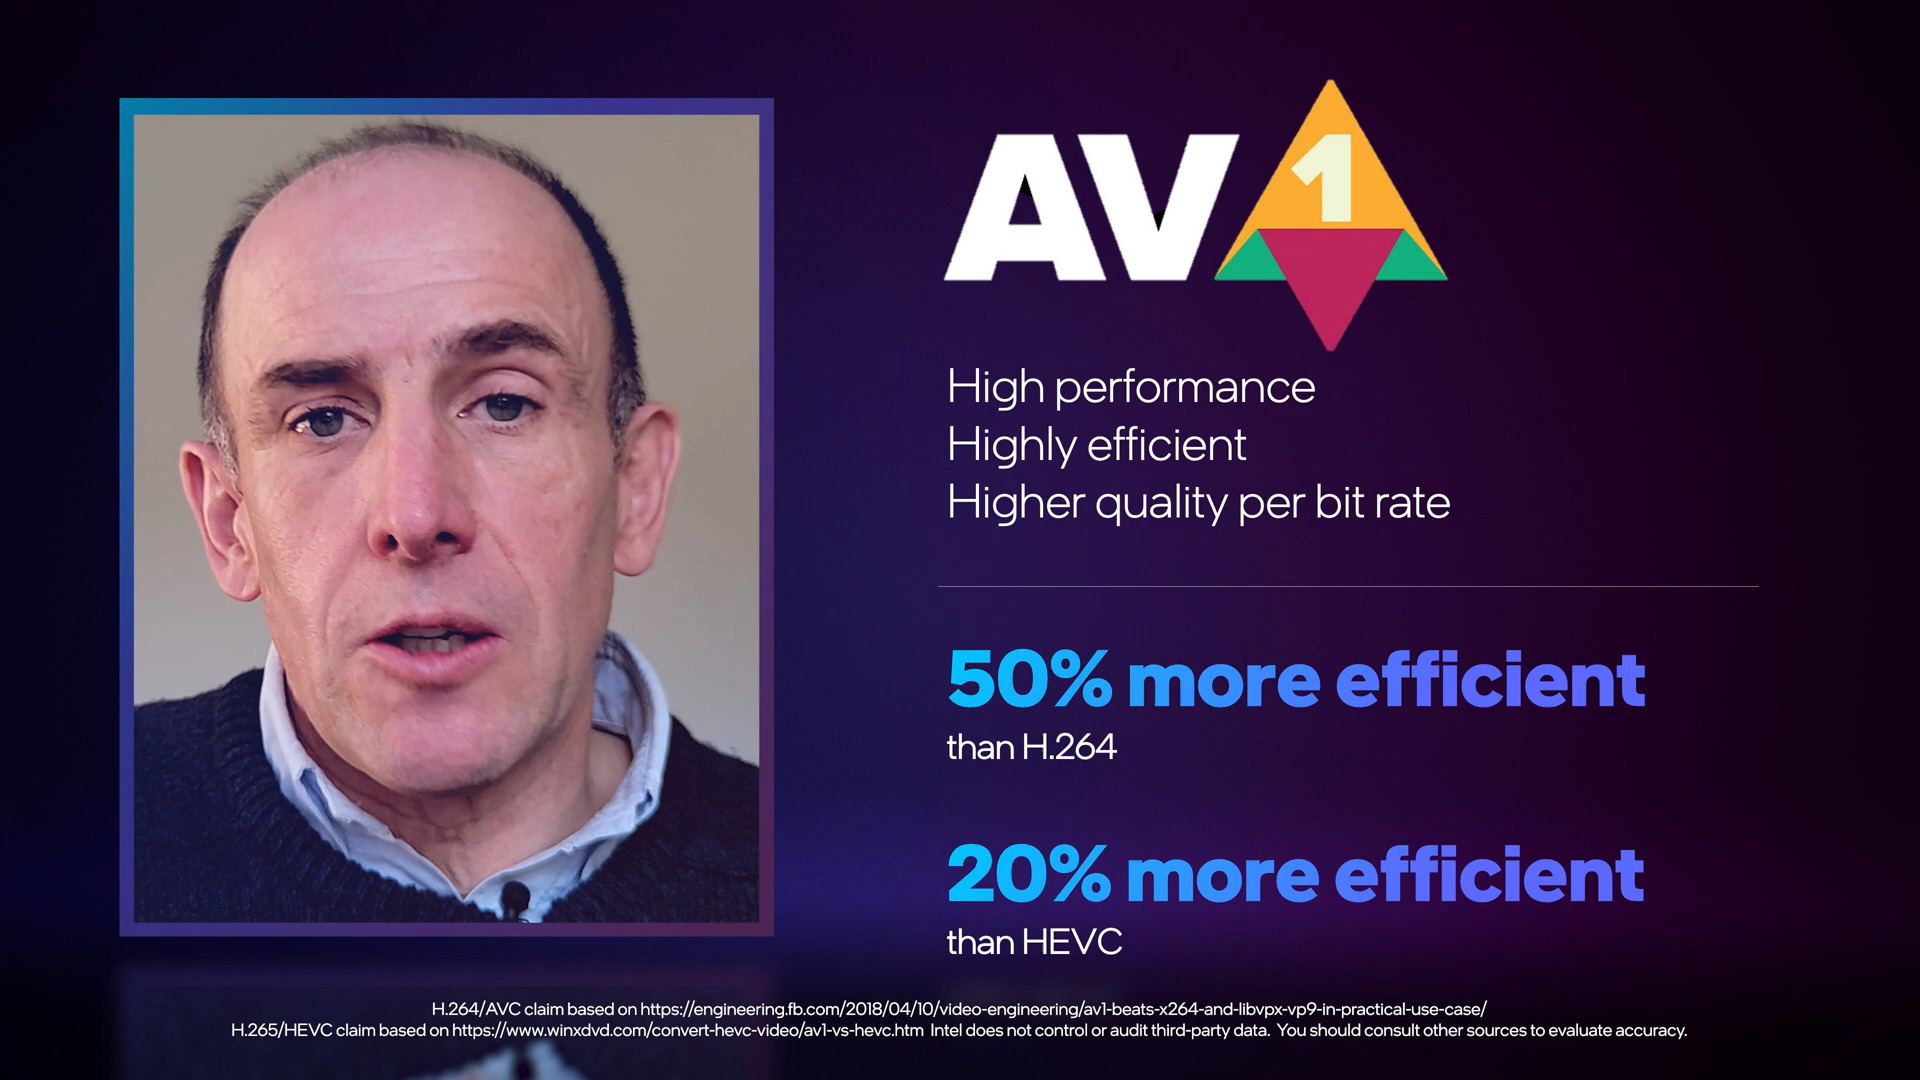 AV1
High performance
Highly efficient
Higher quality per bit rate
50% more efficient
than H.264
20% more efficient
than HEVC
H.264/AVC claim based on https://engineering.fb.com/2018/04/10/video-engineering/av1-beats-x264-and-libvpx-vp9-in-practical-use-case/
H.265/HEVC claim based on https://www.winxdvd.com/convert-hevc-video/av1-vs-hevc.htm Intel does not control or audit third-party data. You should consult other sources to evaluate accuracy.